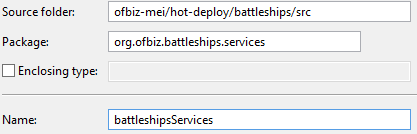 Source folder: ofbiz-mei/hot-deploy/battleships/src
Package: org.ofbiz.battleships.services
Enclosing type:
Name: battleshipsServices